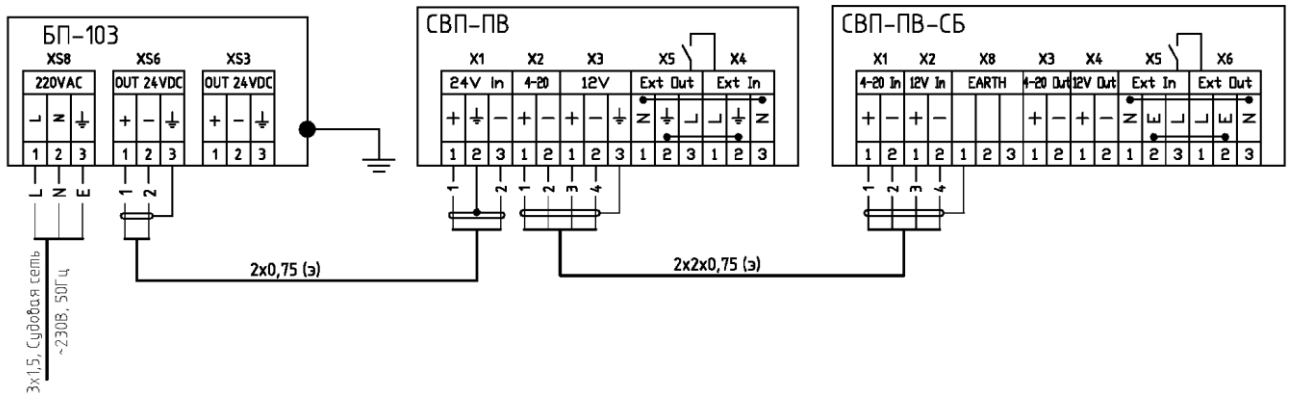 БП-103
XS8 XS6 XS3
220VAC OUT 24VDC OUT 24VDC
L N + - + -
1 2 3 1 2 3 1 2 3
L N E 1 2
3х1,5, Судовая сеть
~230В, 50Гц
2х0,75 (э)
СВП-ПВ
X1 X2 X3 X5 X4
24V In 4-20 12V Ext Out Ext In
+ - + - + - N L L N
1 2 3 1 2 1 2 3 1 2 3 1 2 3
1 2 1 2 3 4
2х2х0,75 (э)
СВП-ПВ-СБ
X1 X2 X8 X3 X4 X5 X6
4-20 In 12V In EARTH 4-20 Out 12V Out Ext In Ext Out
+ - + - + - + - N E L L E N
1 2 1 2 1 2 3 1 2 1 2 1 2 3 1 2 3
1 2 3 4